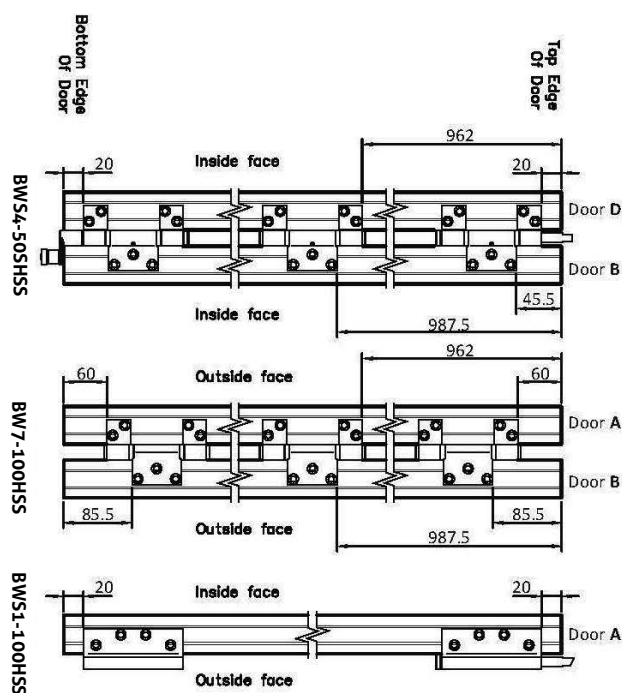 Bottom Edge
Of Door
Top Edge
Of Door
962
20
Inside face
20
BWS4-50SHSS
Door D
Door B
45.5
Inside face
987.5
962
60
Outside face
60
BW7-100HSS
Door A
Door B
85.5
85.5
Outside face
987.5
BWS1-100HSS
20
Inside face
20
Door A
Outside face